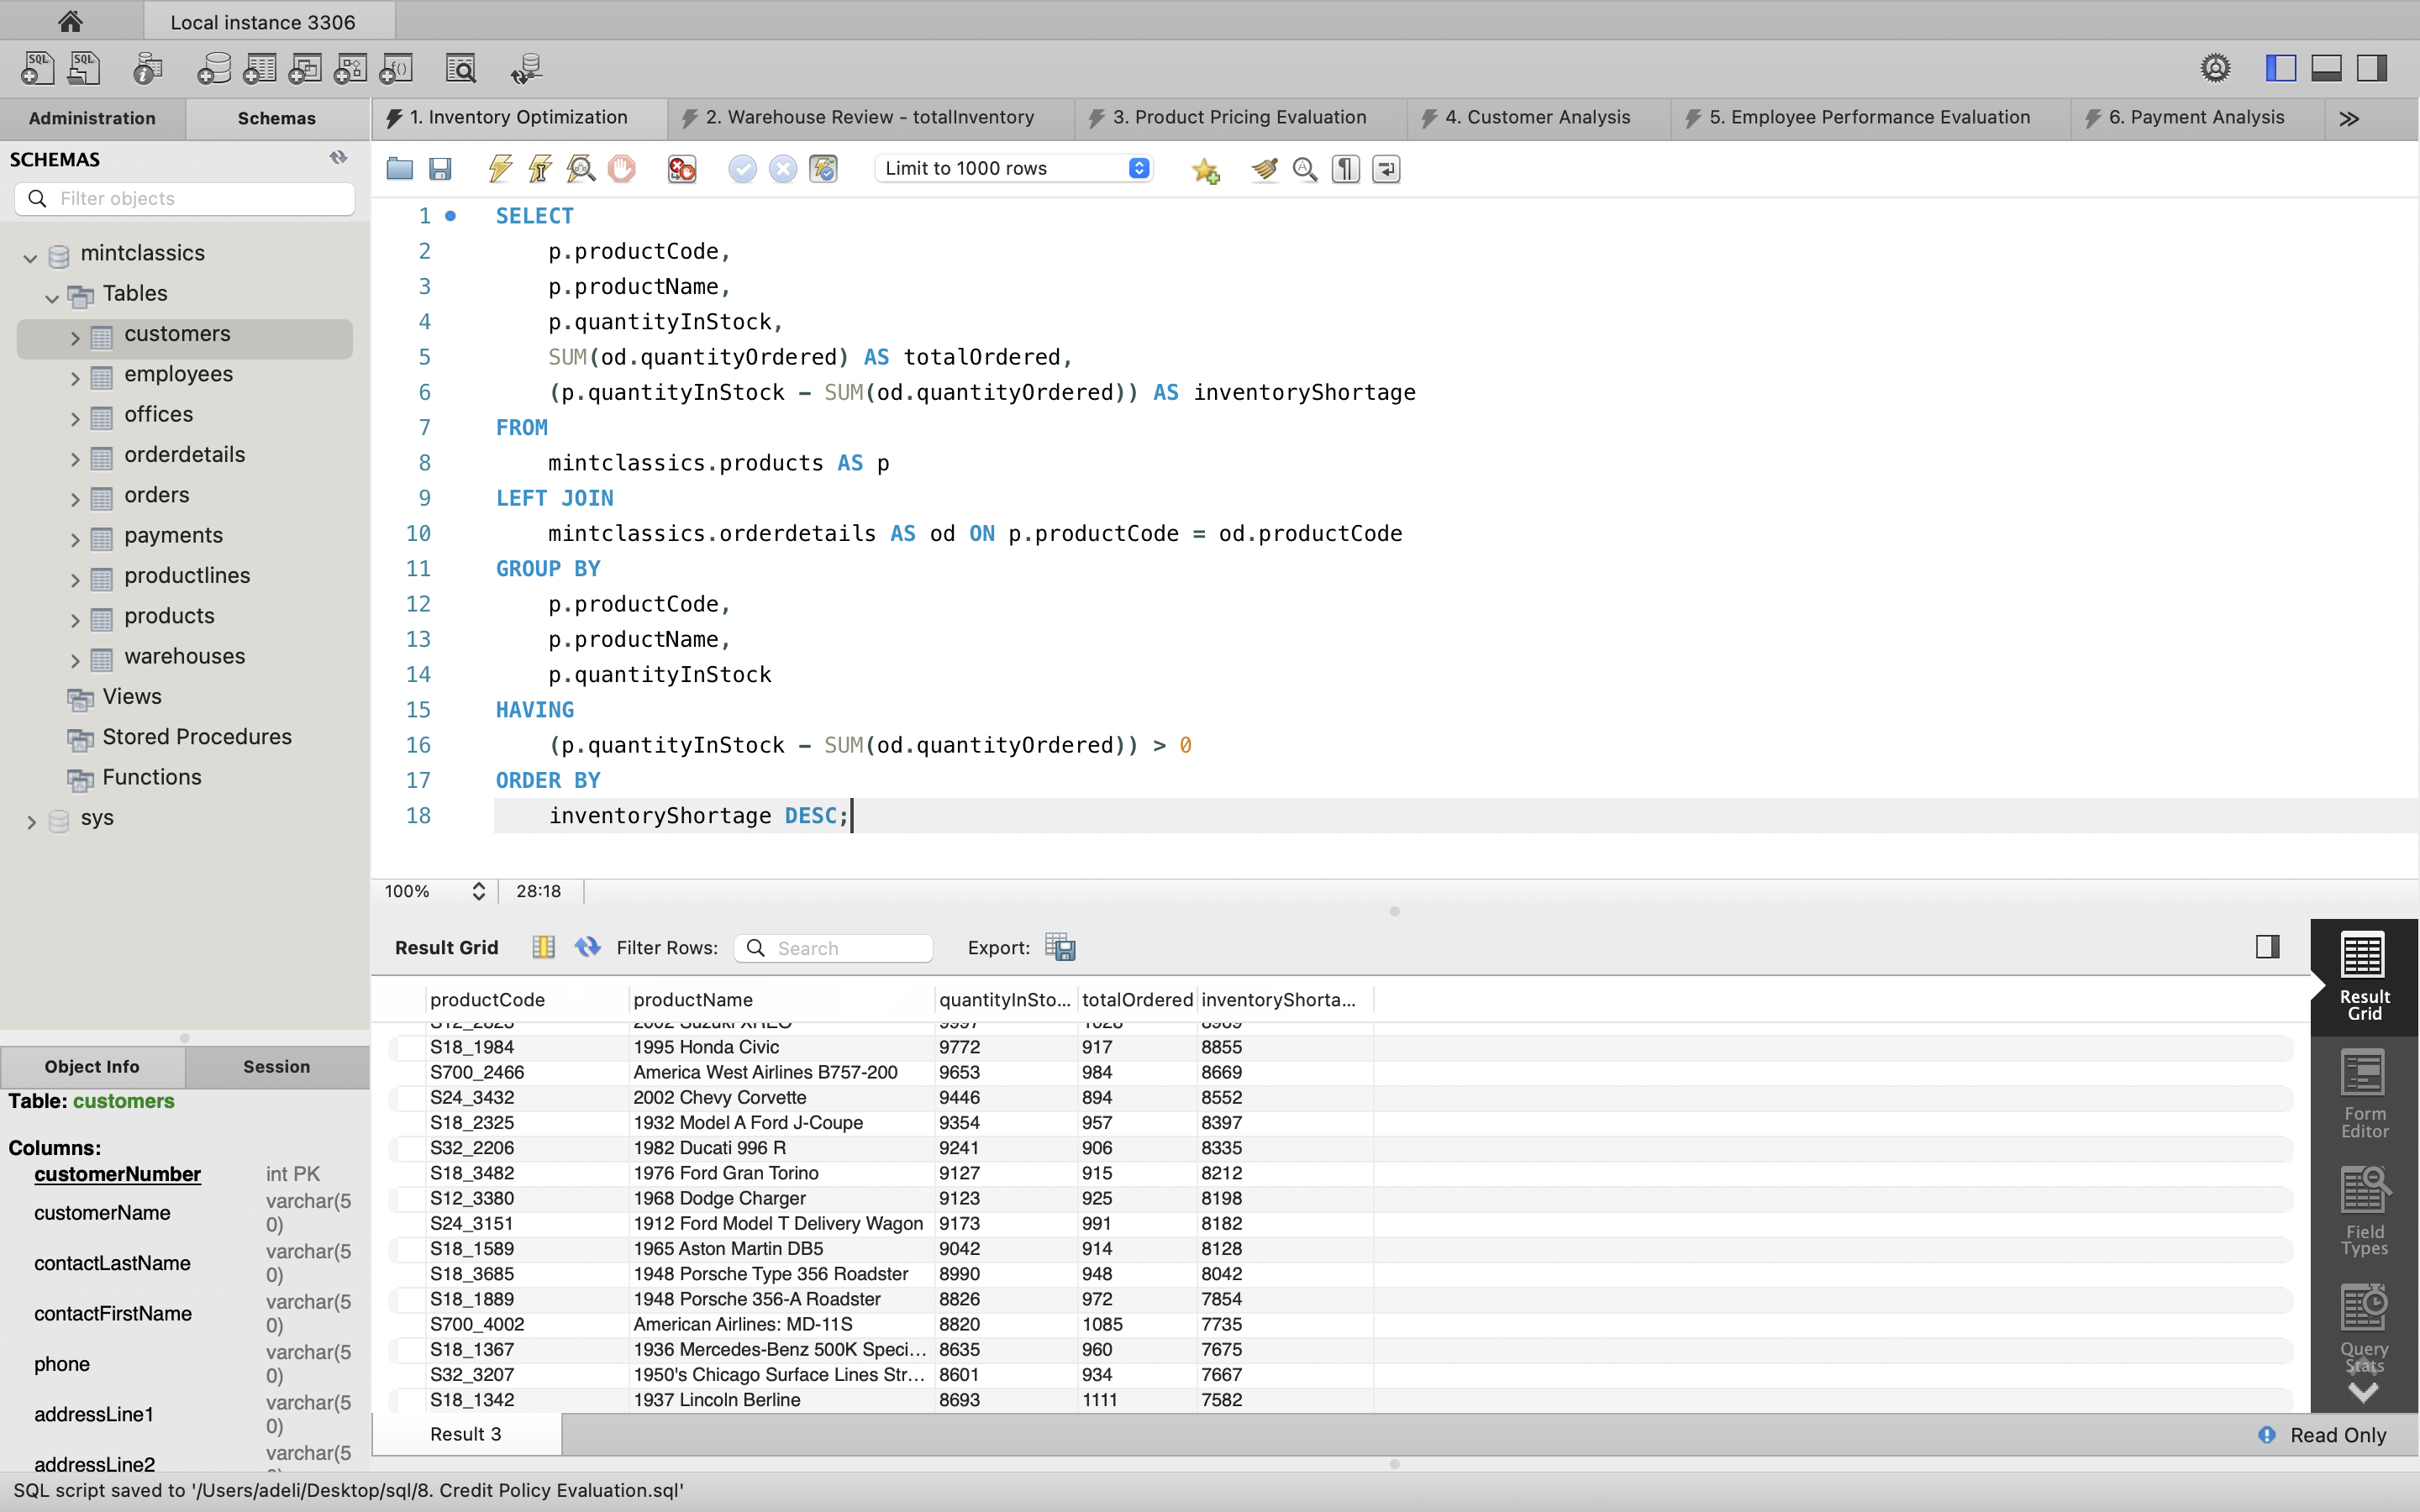 Local instance 3306
SQL SQL
Administration Schemas
1. Inventory Optimization
2. Warehouse Review - totalInventory
3. Product Pricing Evaluation
4. Customer Analysis
5. Employee Performance Evaluation
6. Payment Analysis
SCHEMAS
Filter objects
mintclassics
Tables
customers
employees
offices
orderdetails
orders
payments
productlines
products
warehouses
Views
Stored Procedures
Functions
sys
Limit to 1000 rows
1 SELECT
2 p.productCode,
3 p.productName,
4 p.quantityInStock,
5 SUM(od.quantityOrdered) AS totalOrdered,
6 (p.quantityInStock - SUM(od.quantityOrdered)) AS inventoryShortage
7 FROM
8 mintclassics.products AS p
9 LEFT JOIN
10 mintclassics.orderdetails AS od ON p.productCode = od.productCode
11 GROUP BY
12 p.productCode,
13 p.productName,
14 p.quantityInStock
15 HAVING
16 (p.quantityInStock - SUM(od.quantityOrdered)) > 0
17 ORDER BY
18 inventoryShortage DESC;
100% 28:18
Result Grid Filter Rows: Search Export:
productCode productName quantityInSto... totalOrdered inventoryShorta...
S18_1984 1995 Honda Civic 9772 917 8855
S700_2466 America West Airlines B757-200 9653 984 8669
S24_3432 2002 Chevy Corvette 9446 894 8552
S18_2325 1932 Model A Ford J-Coupe 9354 957 8397
S32_2206 1982 Ducati 996 R 9241 906 8335
S18_3482 1976 Ford Gran Torino 9127 915 8212
S12_3380 1968 Dodge Charger 9123 925 8198
S24_3151 1912 Ford Model T Delivery Wagon 9173 991 8182
S18_1589 1965 Aston Martin DB5 9042 914 8128
S18_3685 1948 Porsche Type 356 Roadster 8990 948 8042
S18_1889 1948 Porsche 356-A Roadster 8826 972 7854
S700_4002 American Airlines: MD-11S 8820 1085 7735
S18_1367 1936 Mercedes-Benz 500K Speci... 8635 960 7675
S32_3207 1950's Chicago Surface Lines Str... 8601 934 7667
S18_1342 1937 Lincoln Berline 8693 1111 7582
Result 3
Read Only
Result
Grid
Form
Editor
Field
Types
Query
Stats
Object Info Session
Table: customers
Columns:
customerNumber int PK
customerName varchar(5
0)
contactLastName varchar(5
0)
contactFirstName varchar(5
0)
phone varchar(5
0)
addressLine1 varchar(5
0)
addressLine2 varchar(5
SQL script saved to '/Users/adeli/Desktop/sql/8. Credit Policy Evaluation.sql'